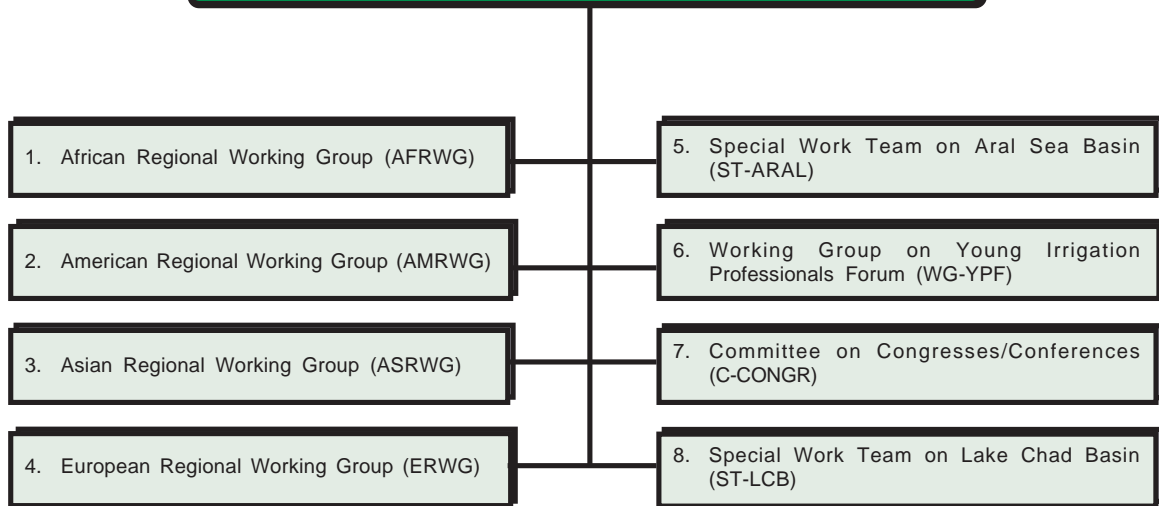 1. African Regional Working Group (AFRWG)
2. American Regional Working Group (AMRWG)
3. Asian Regional Working Group (ASRWG)
4. European Regional Working Group (ERWG)
5. Special Work Team on Aral Sea Basin
(ST-ARAL)
6. Working Group on Young Irrigation
Professionals Forum (WG-YPF)
7. Committee on Congresses/Conferences
(C-CONGR)
8. Special Work Team on Lake Chad Basin
(ST-LCB)